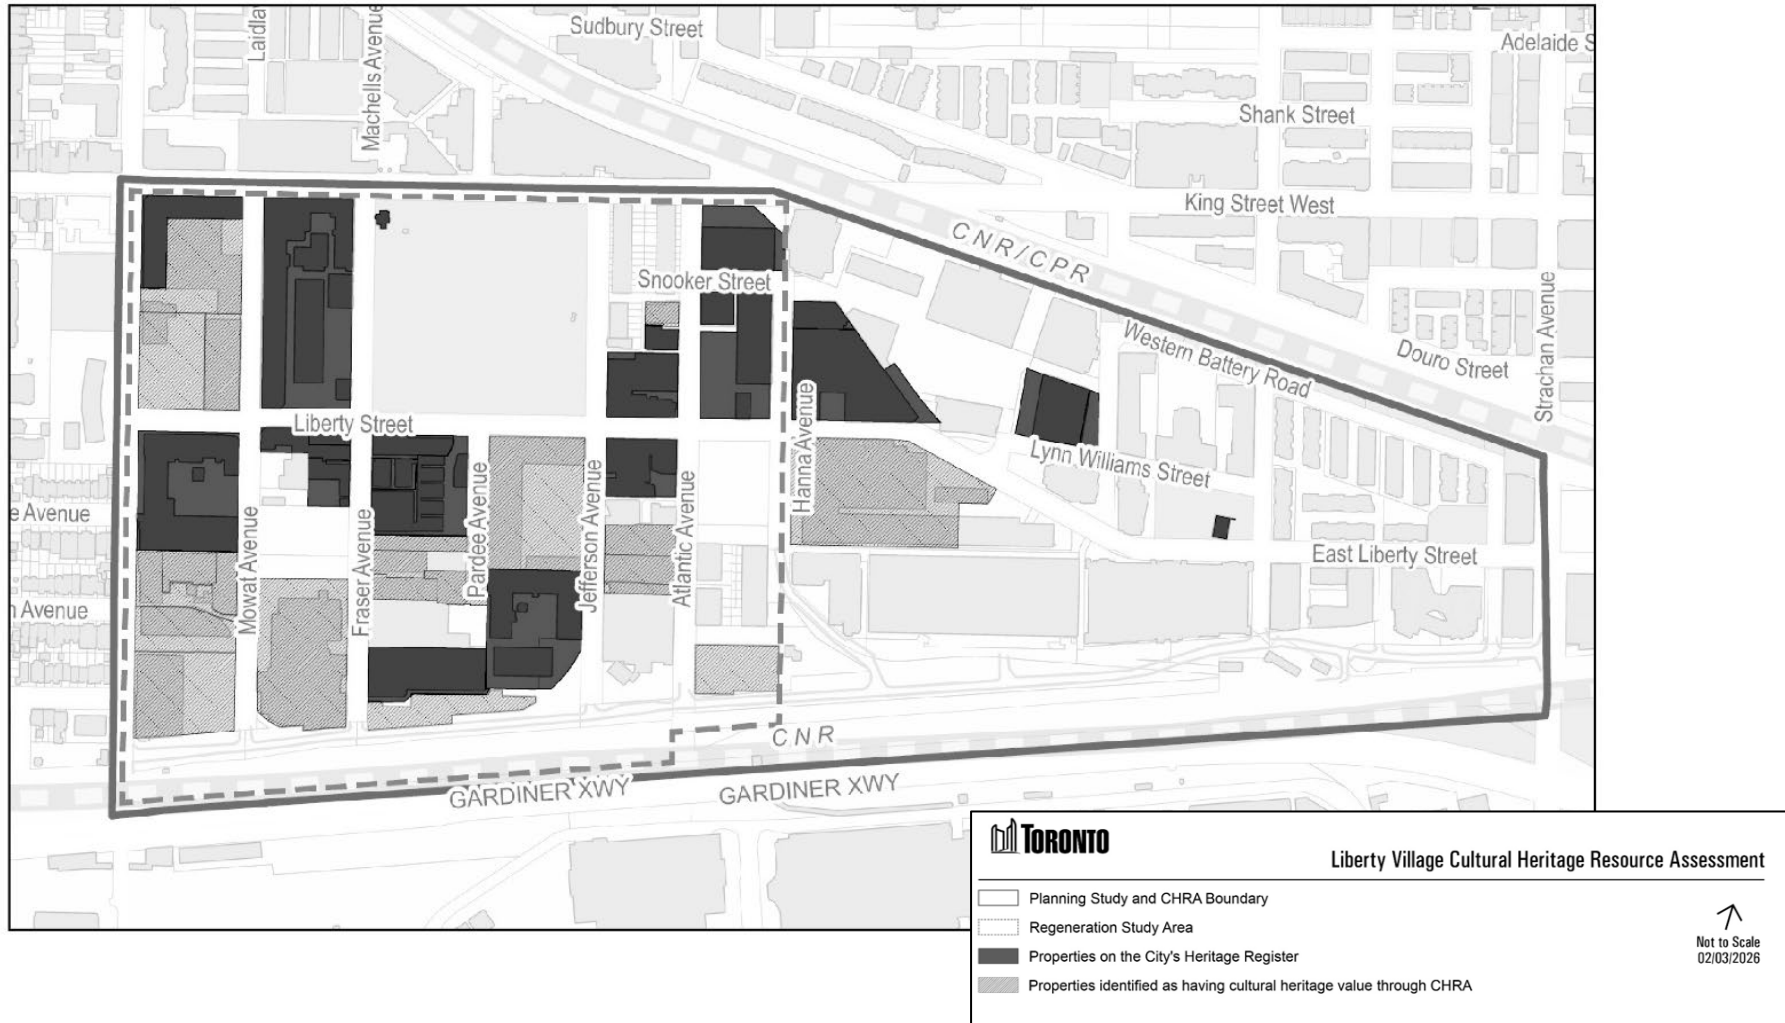 Laidlaw
Machells Avenue
Sudbury Street
Adelaide S
Shank Street
King Street West
CNR/CPR
Snooker Street
Strachan Avenue
Western Battery Road
Douro Street
Liberty Street
Hanna Avenue
Lynn Williams Street
e Avenue
Mowat Avenue
Fraser Avenue
Pardee Avenue
Jefferson Avenue
Atlantic Avenue
East Liberty Street
n Avenue
CNR
GARDINER XWY
GARDINER XWY
TORONTO
Liberty Village Cultural Heritage Resource Assessment
Planning Study and CHRA Boundary
Regeneration Study Area
Properties on the City's Heritage Register
Properties identified as having cultural heritage value through CHRA
Not to Scale
02/03/2026